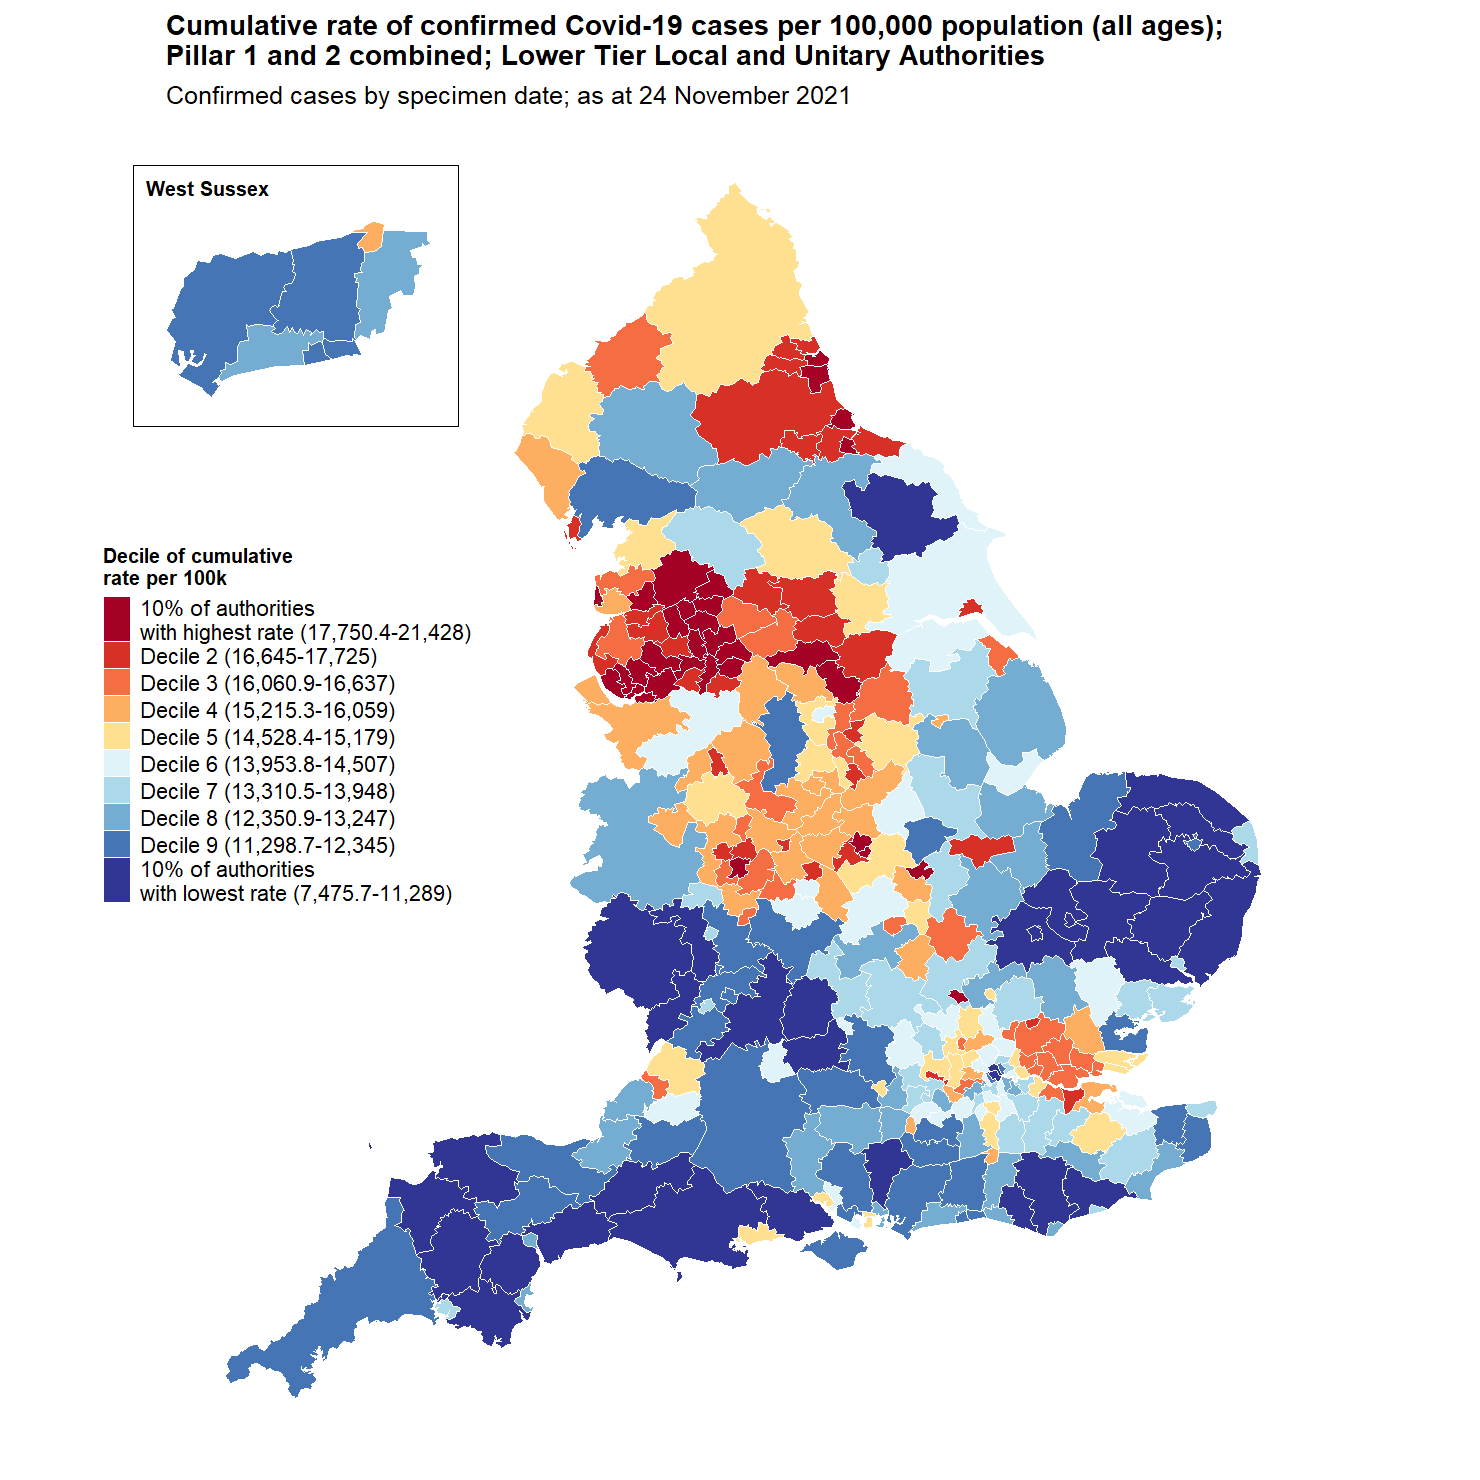 Cumulative rate of confirmed Covid-19 cases per 100,000 population (all ages);
Pillar 1 and 2 combined; Lower Tier Local and Unitary Authorities
Confirmed cases by specimen date; as at 24 November 2021
West Sussex
Decile of cumulative
rate per 100k
10% of authorities
with highest rate (17,750.4-21,428)
Decile 2 (16,645-17,725)
Decile 3 (16,060.9-16,637)
Decile 4 (15,215.3-16,059)
Decile 5 (14,528.4-15,179)
Decile 6 (13,953.8-14,507)
Decile 7 (13,310.5-13,948)
Decile 8 (12,350.9-13,247)
Decile 9 (11,298.7-12,345)
10% of authorities
with lowest rate (7,475.7-11,289)